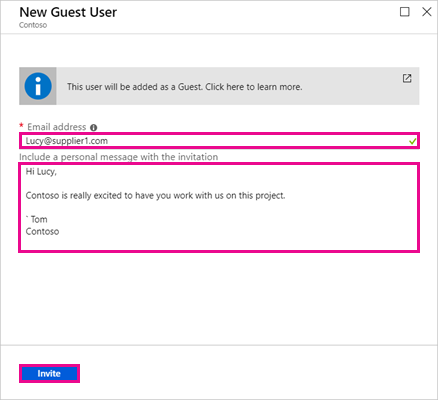 New Guest User
Contoso
This user will be added as a Guest. Click here to learn more.
* Email address
Lucy@supplier1.com
Include a personal message with the invitation
Hi Lucy,
Contoso is really excited to have you work with us on this project.
` Tom
Contoso
Invite